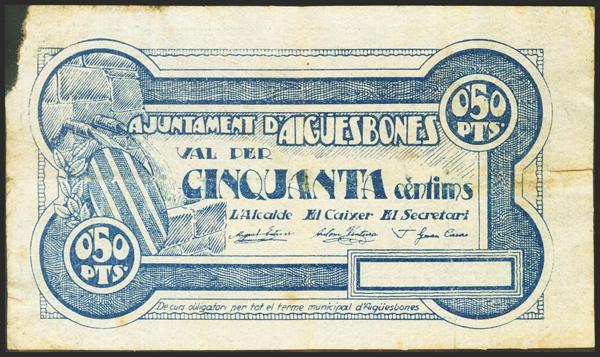 0'50
PTS.
AJUNTAMENT D'AIGÜESBONES
VAL PER
CINQUANTA cèntims
L'Alcalde El Caixer El Secretari
0'50
PTS.
De curs obligatori per tot el terme municipal d'Aigüesbones